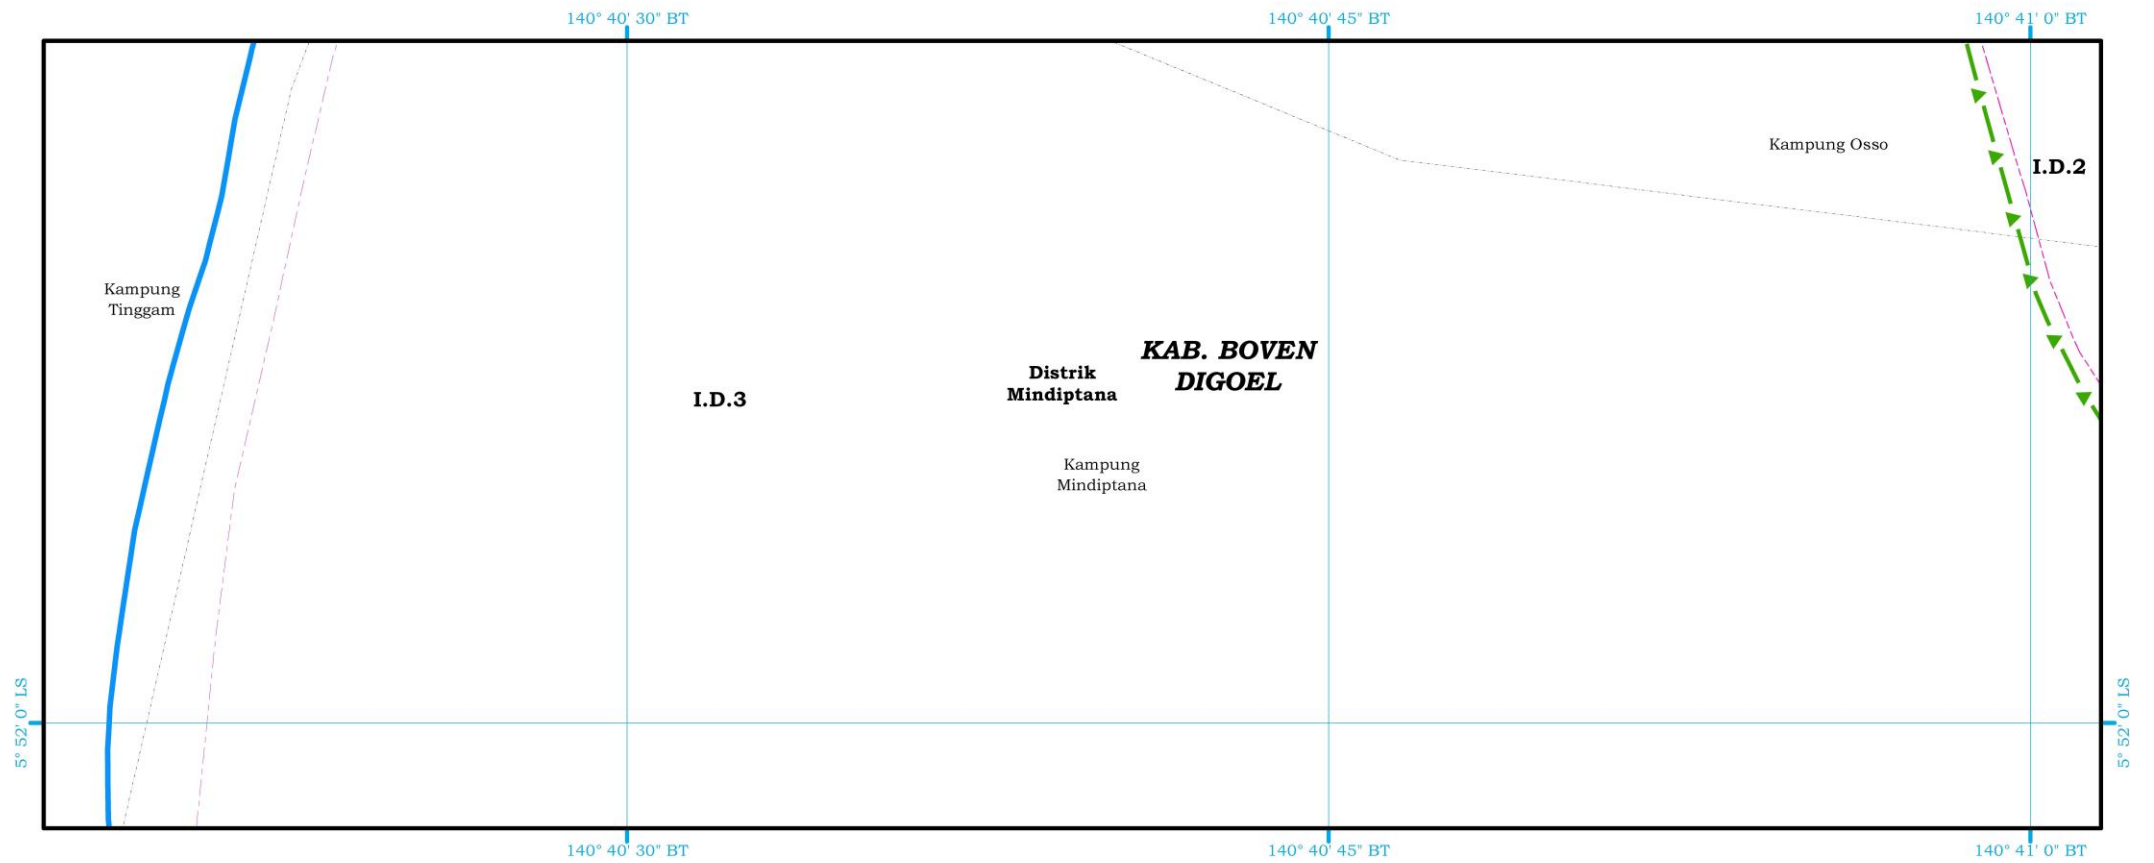 140° 40' 30" BT
140° 40' 45" BT
140° 41' 0" BT
Kampung Osso
I.D.2
Kampung
Tinggam
KAB. BOVEN
DIGOEL
Distrik
Mindiptana
I.D.3
Kampung
Mindiptana
5° 52' 0" LS
5° 52' 0" LS
140° 40' 30" BT
140° 40' 45" BT
140° 41' 0" BT